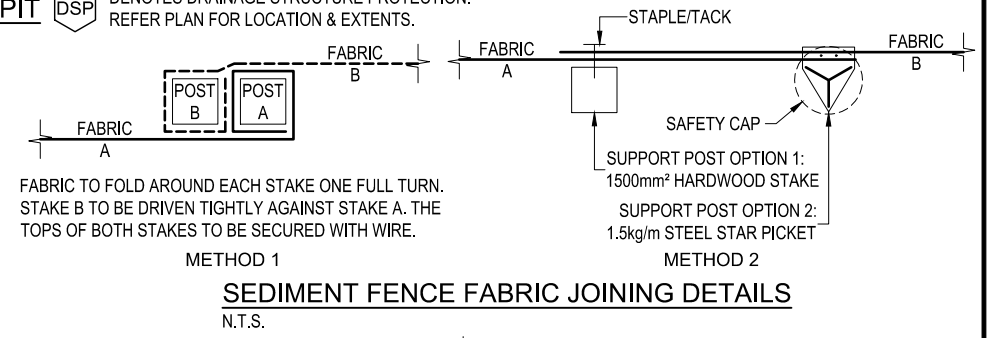 PIT
DSP
DENOTES DRAINAGE STRUCTURE PROTECTION.
REFER PLAN FOR LOCATION & EXTENTS.
FABRIC
B
POST
B
POST
A
FABRIC
A
FABRIC TO FOLD AROUND EACH STAKE ONE FULL TURN.
STAKE B TO BE DRIVEN TIGHTLY AGAINST STAKE A. THE
TOPS OF BOTH STAKES TO BE SECURED WITH WIRE.
METHOD 1
STAPLE/TACK
FABRIC
A
FABRIC
B
SAFETY CAP
SUPPORT POST OPTION 1:
1500mm² HARDWOOD STAKE
SUPPORT POST OPTION 2:
1.5kg/m STEEL STAR PICKET
METHOD 2
SEDIMENT FENCE FABRIC JOINING DETAILS
N.T.S.